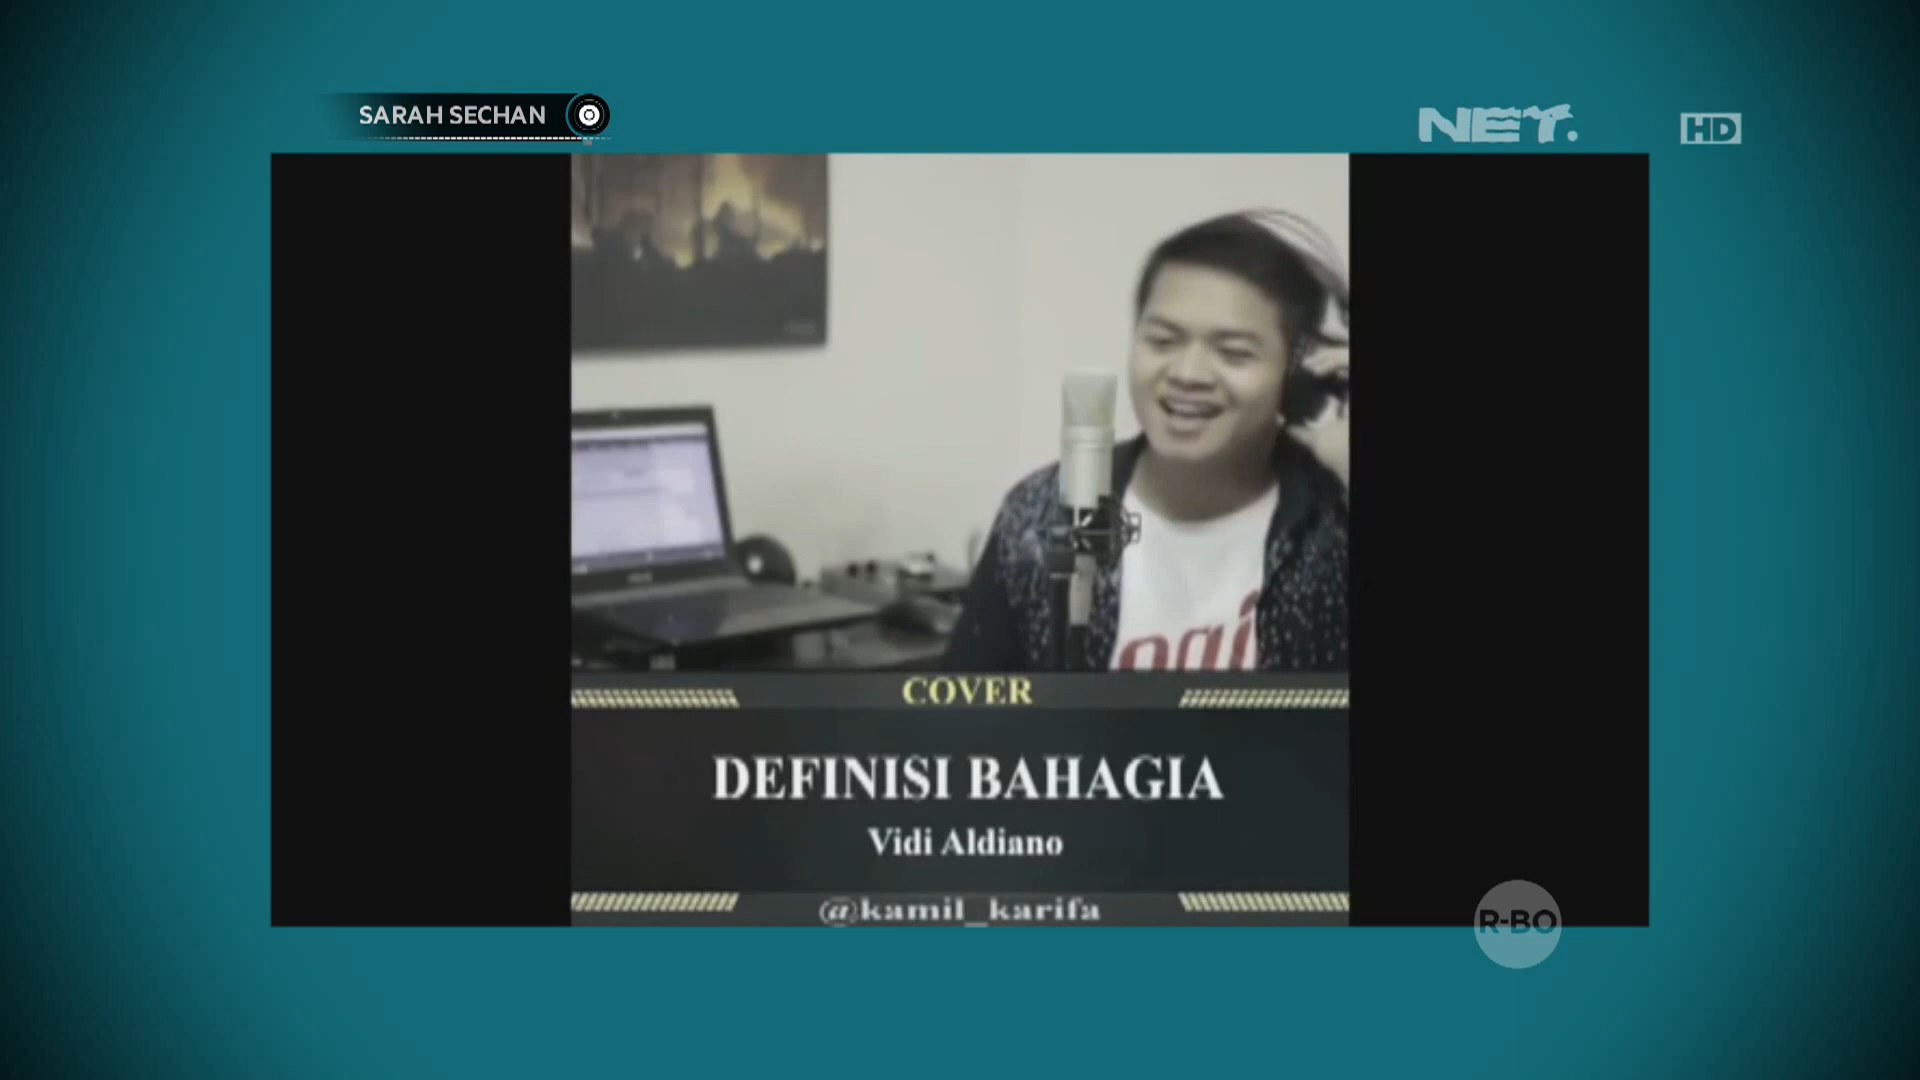 SARAH SECHAN
NET.
HD
COVER
DEFINISI BAHAGIA
Vidi Aldiano
@kamil_karifa
R-BO